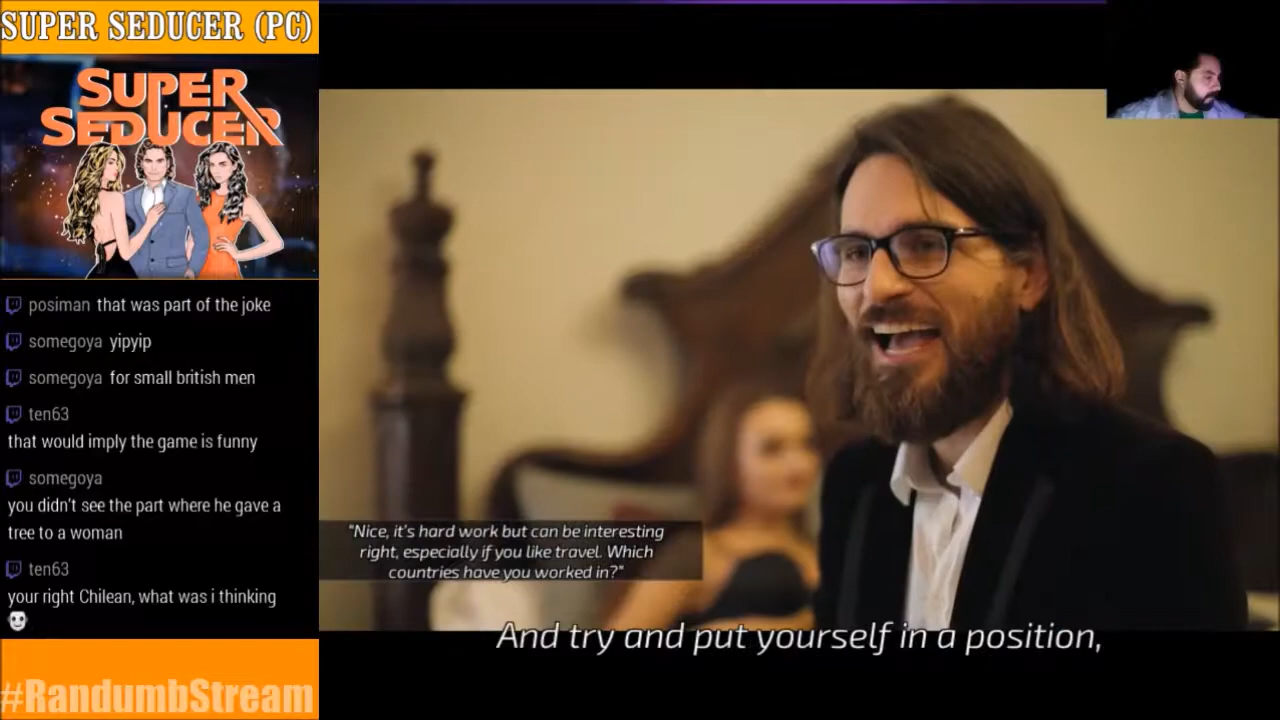 SUPER SEDUCER (PC)
SUPER
SEDUCER
posiman that was part of the joke
somegoya yipyip
somegoya for small british men
ten63
that would imply the game is funny
somegoya
you didn't see the part where he gave a
tree to a woman
ten63
your right Chilean, what was i thinking
#RandumbStream
"Nice, it's hard work but can be interesting
right, especially if you like travel. Which
countries have you worked in?"
And try and put yourself in a position,